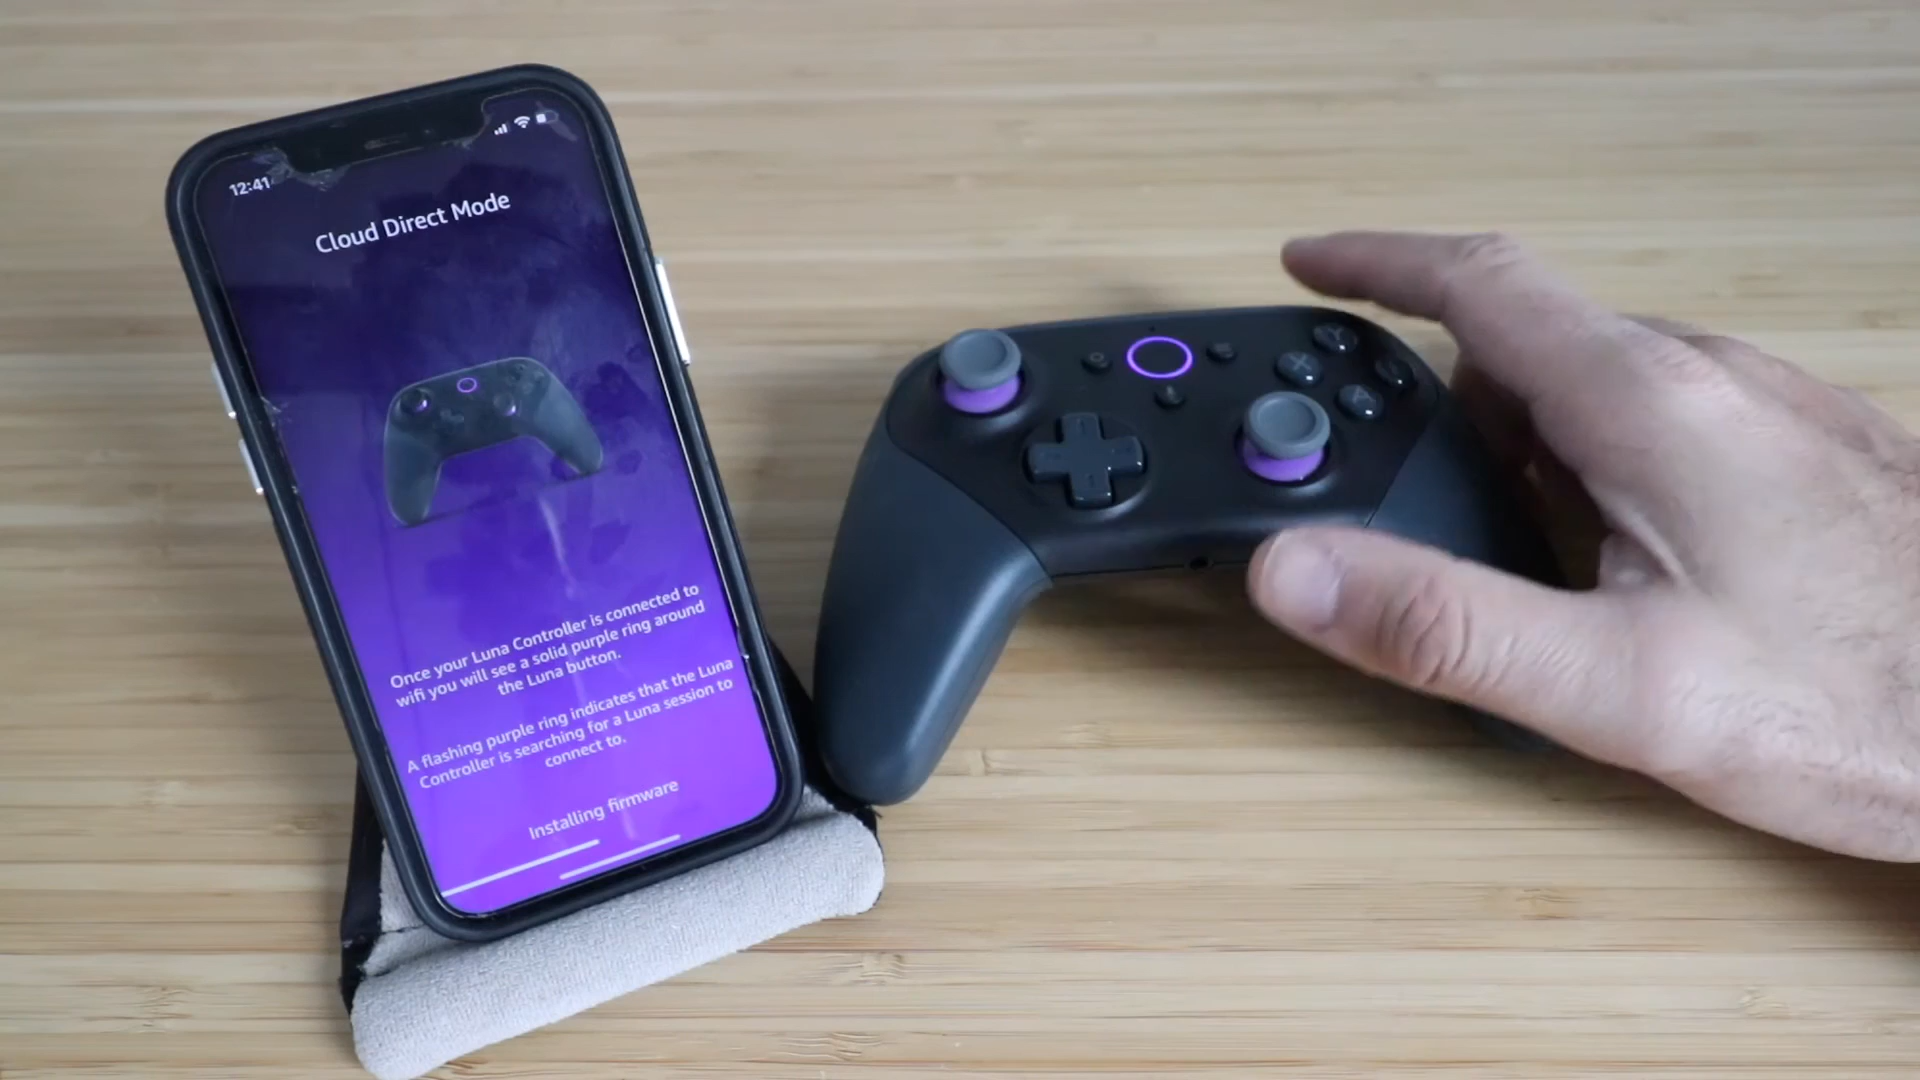 12:41
Cloud Direct Mode
Once your Luna Controller is connected to
wifi you will see a solid purple ring around
the Luna button.
A flashing purple ring indicates that the Luna
Controller is searching for a Luna session to
connect to.
Installing firmware
Y
X
A